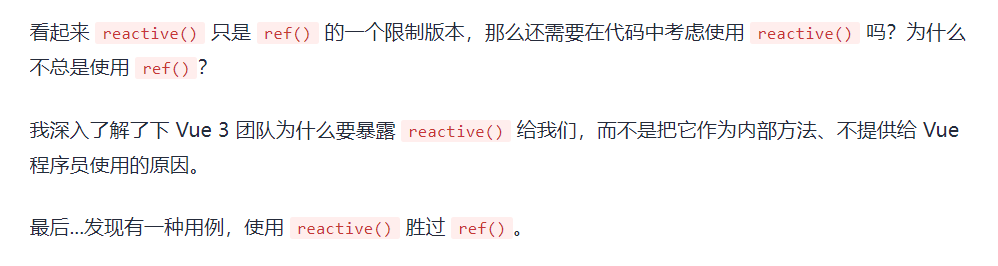 看起来 reactive() 只是 ref() 的一个限制版本，那么还需要在代码中考虑使用 reactive() 吗？为什么
不总是使用 ref()？
我深入了解了下 Vue 3 团队为什么要暴露 reactive() 给我们，而不是把它作为内部方法、不提供给 Vue
程序员使用的原因。
最后...发现有一种用例，使用 reactive() 胜过 ref()。